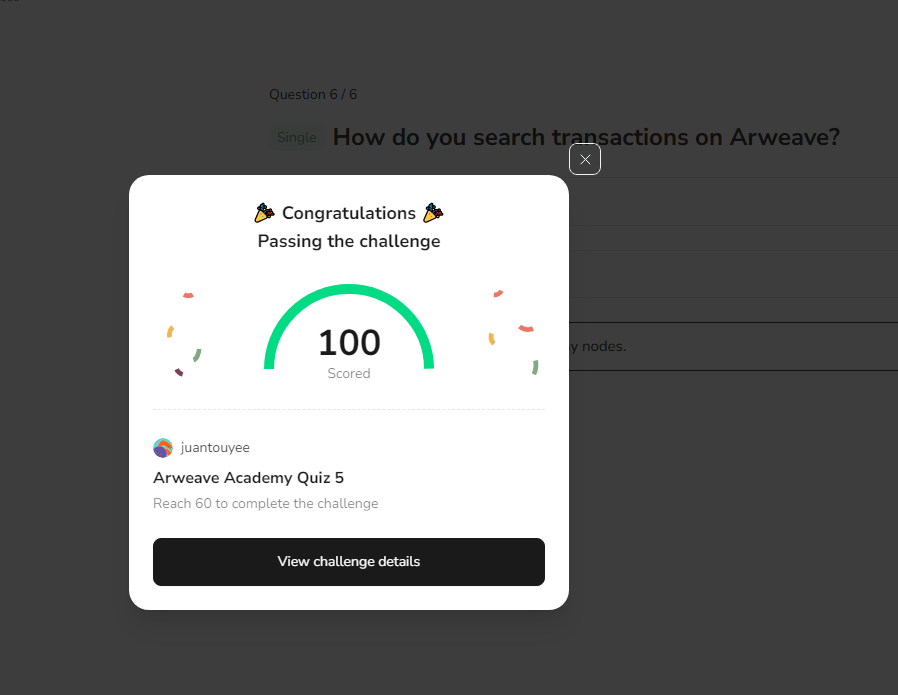 Question 6 / 6
Single How do you search transactions on Arweave?
Congratulations
Passing the challenge
100
Scored
y nodes.
juantouyee
Arweave Academy Quiz 5
Reach 60 to complete the challenge
View challenge details